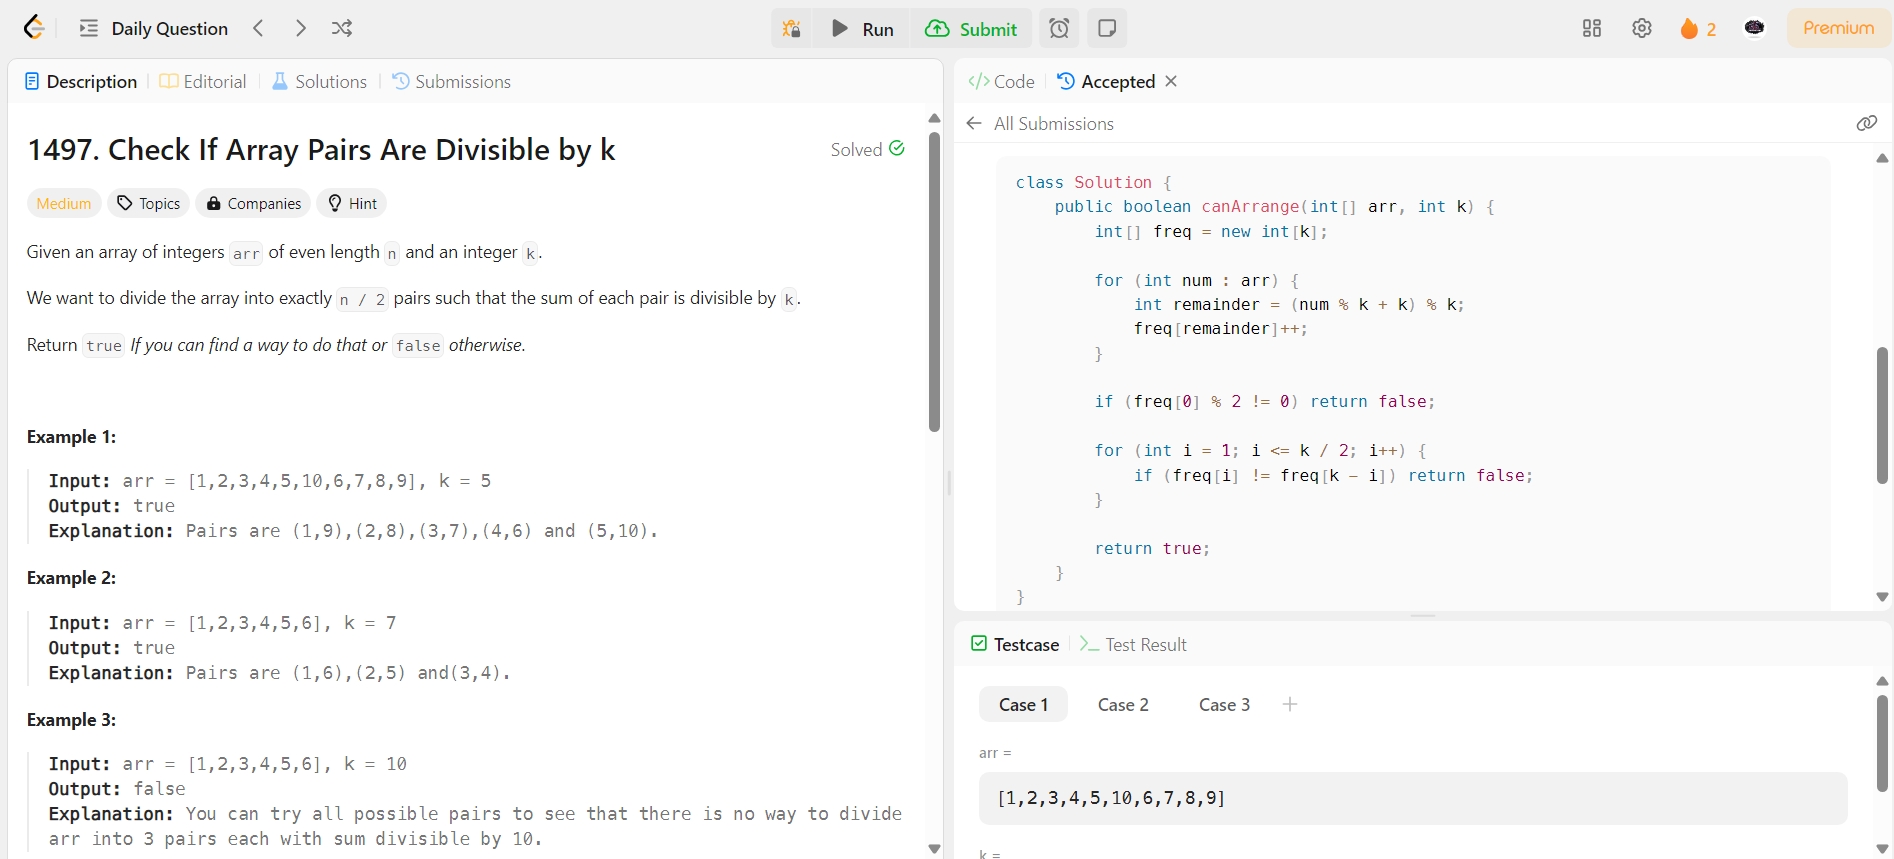 Daily Question
Run
Submit
2
Premium
Description
Editorial
Solutions
Submissions
1497. Check If Array Pairs Are Divisible by k
Solved
Medium
Topics
Companies
Hint
Given an array of integers arr of even length n and an integer k.
We want to divide the array into exactly n / 2 pairs such that the sum of each pair is divisible by k.
Return true If you can find a way to do that or false otherwise.
Example 1:
Input: arr = [1,2,3,4,5,10,6,7,8,9], k = 5
Output: true
Explanation: Pairs are (1,9),(2,8),(3,7),(4,6) and (5,10).
Example 2:
Input: arr = [1,2,3,4,5,6], k = 7
Output: true
Explanation: Pairs are (1,6),(2,5) and(3,4).
Example 3:
Input: arr = [1,2,3,4,5,6], k = 10
Output: false
Explanation: You can try all possible pairs to see that there is no way to divide
arr into 3 pairs each with sum divisible by 10.
</> Code
Accepted
All Submissions
class Solution {
    public boolean canArrange(int[] arr, int k) {
        int[] freq = new int[k];
        for (int num : arr) {
            int remainder = (num % k + k) % k;
            freq[remainder]++;
        }
        if (freq[0] % 2 != 0) return false;
        for (int i = 1; i <= k / 2; i++) {
            if (freq[i] != freq[k - i]) return false;
        }
        return true;
    }
}
Testcase
Test Result
Case 1
Case 2
Case 3
arr =
[1,2,3,4,5,10,6,7,8,9]
k =